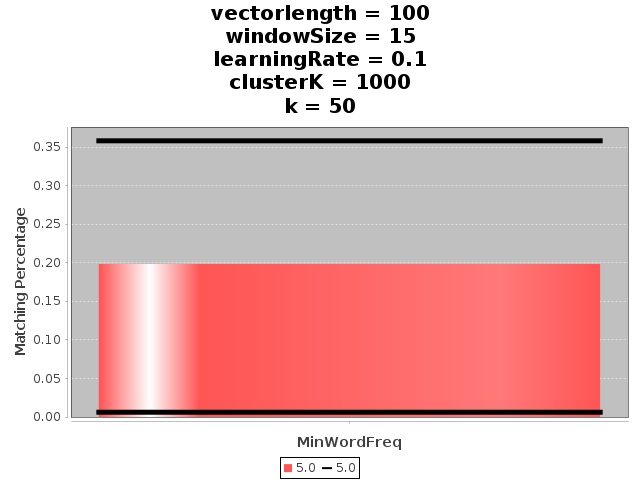 vectorlength = 100
windowSize = 15
learningRate = 0.1
clusterK = 1000
k = 50
0.35
0.30
0.25
0.20
0.15
0.10
0.05
0.00
Matching Percentage
MinWordFreq
5.0 5.0